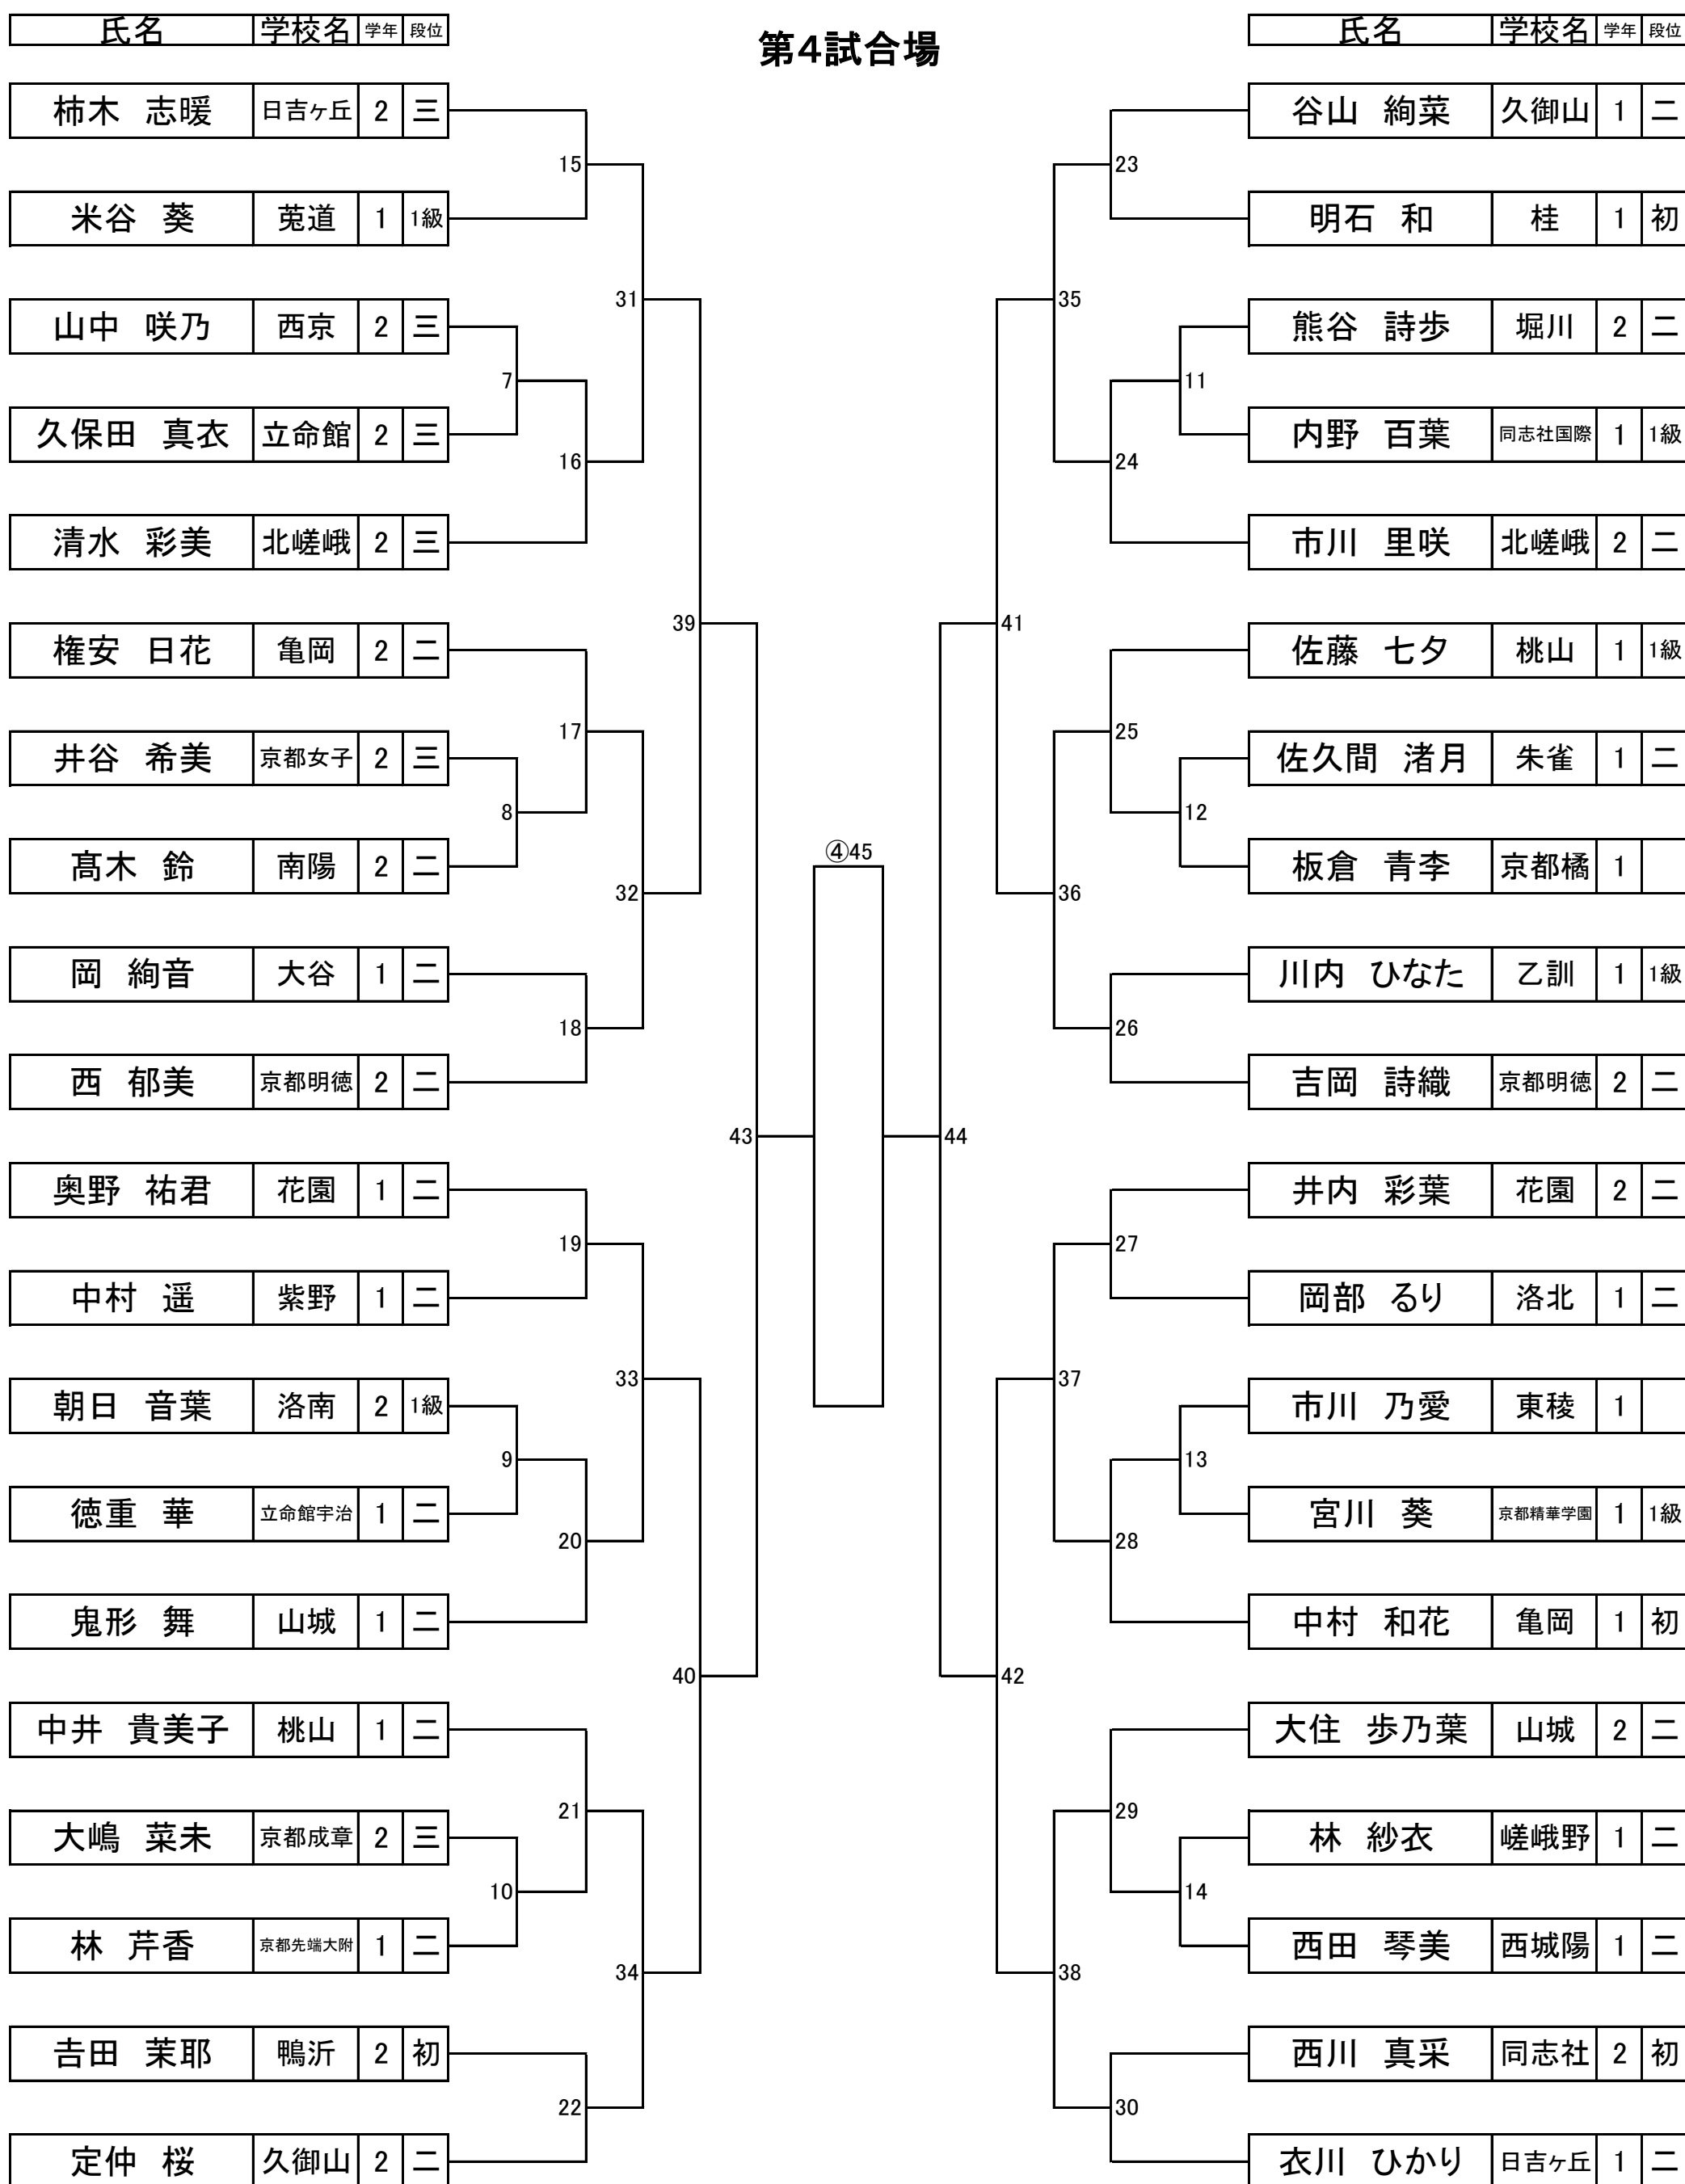 第4試合場
氏名 学校名 学年 段位
柿木 志暖 日吉ヶ丘 2 三
15
米谷 葵 莵道 1 1級
31
山中 咲乃 西京 2 三
7
久保田 真衣 立命館 2 三
16
清水 彩美 北嵯峨 2 三
39
権安 日花 亀岡 2 二
17
井谷 希美 京都女子 2 三
8
髙木 鈴 南陽 2 二
32
岡 絢音 大谷 1 二
18
西 郁美 京都明徳 2 二
43
奥野 祐君 花園 1 二
19
中村 遥 紫野 1 二
33
朝日 音葉 洛南 2 1級
9
徳重 華 立命館宇治 1 二
20
鬼形 舞 山城 1 二
40
中井 貴美子 桃山 1 二
21
大嶋 菜未 京都成章 2 三
10
林 芹香 京都先端大附 1 二
34
𠮷田 茉耶 鴨沂 2 初
22
定仲 桜 久御山 2 二
④45
氏名 学校名 学年 段位
谷山 絢菜 久御山 1 二
23
明石 和 桂 1 初
35
熊谷 詩歩 堀川 2 二
11
内野 百葉 同志社国際 1 1級
24
市川 里咲 北嵯峨 2 二
41
佐藤 七夕 桃山 1 1級
25
佐久間 渚月 朱雀 1 二
12
板倉 青李 京都橘 1
36
川内 ひなた 乙訓 1 1級
26
吉岡 詩織 京都明徳 2 二
44
井内 彩葉 花園 2 二
27
岡部 るり 洛北 1 二
37
市川 乃愛 東稜 1
13
宮川 葵 京都精華学園 1 1級
28
中村 和花 亀岡 1 初
42
大住 歩乃葉 山城 2 二
29
林 紗衣 嵯峨野 1 二
14
西田 琴美 西城陽 1 二
38
西川 真采 同志社 2 初
30
衣川 ひかり 日吉ヶ丘 1 二